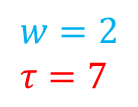 w = 2
τ = 7